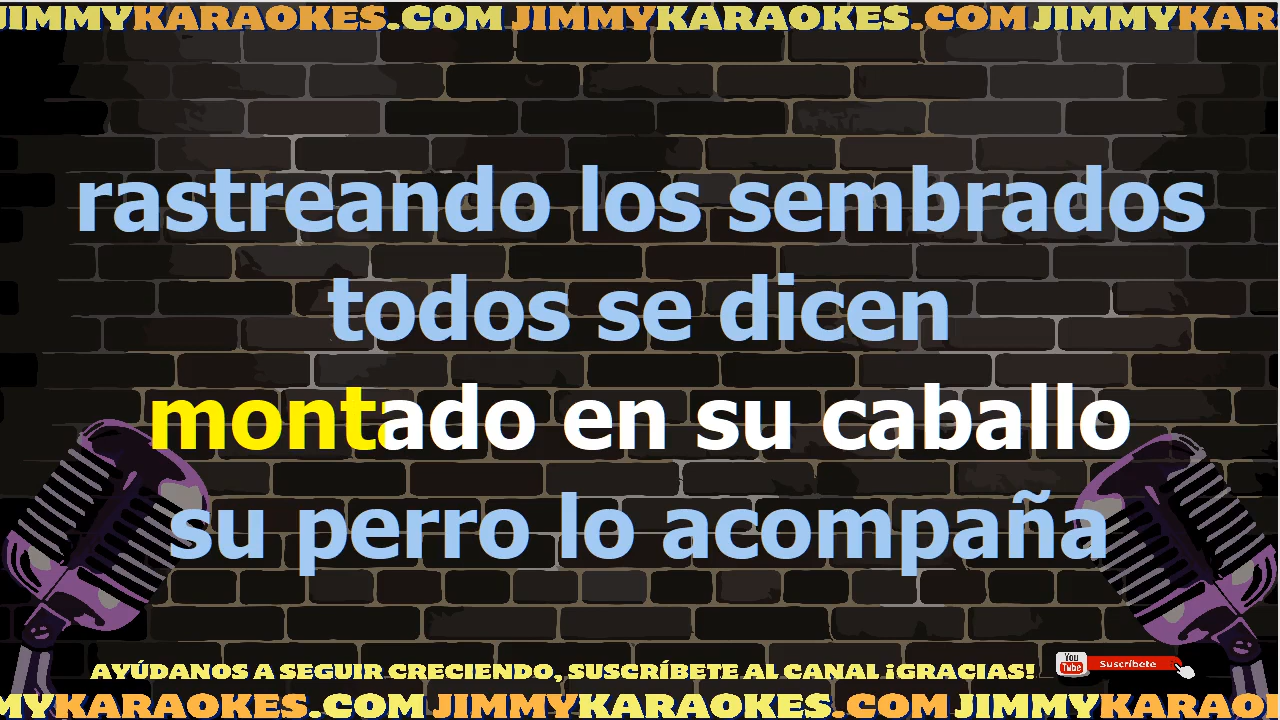 JIMMYKARAOKES.COM JIMMYKARAOKES.COM JIMMYKAR
rastreando los sembrados
todos se dicen
montado en su caballo
su perro lo acompaña
AYÚDANOS A SEGUIR CRECIENDO, SUSCRÍBETE AL CANAL ¡GRACIAS!
You Tube Suscríbete
MYKARAOKES.COM JIMMYKARAOKES.COM JIMMYKARAO